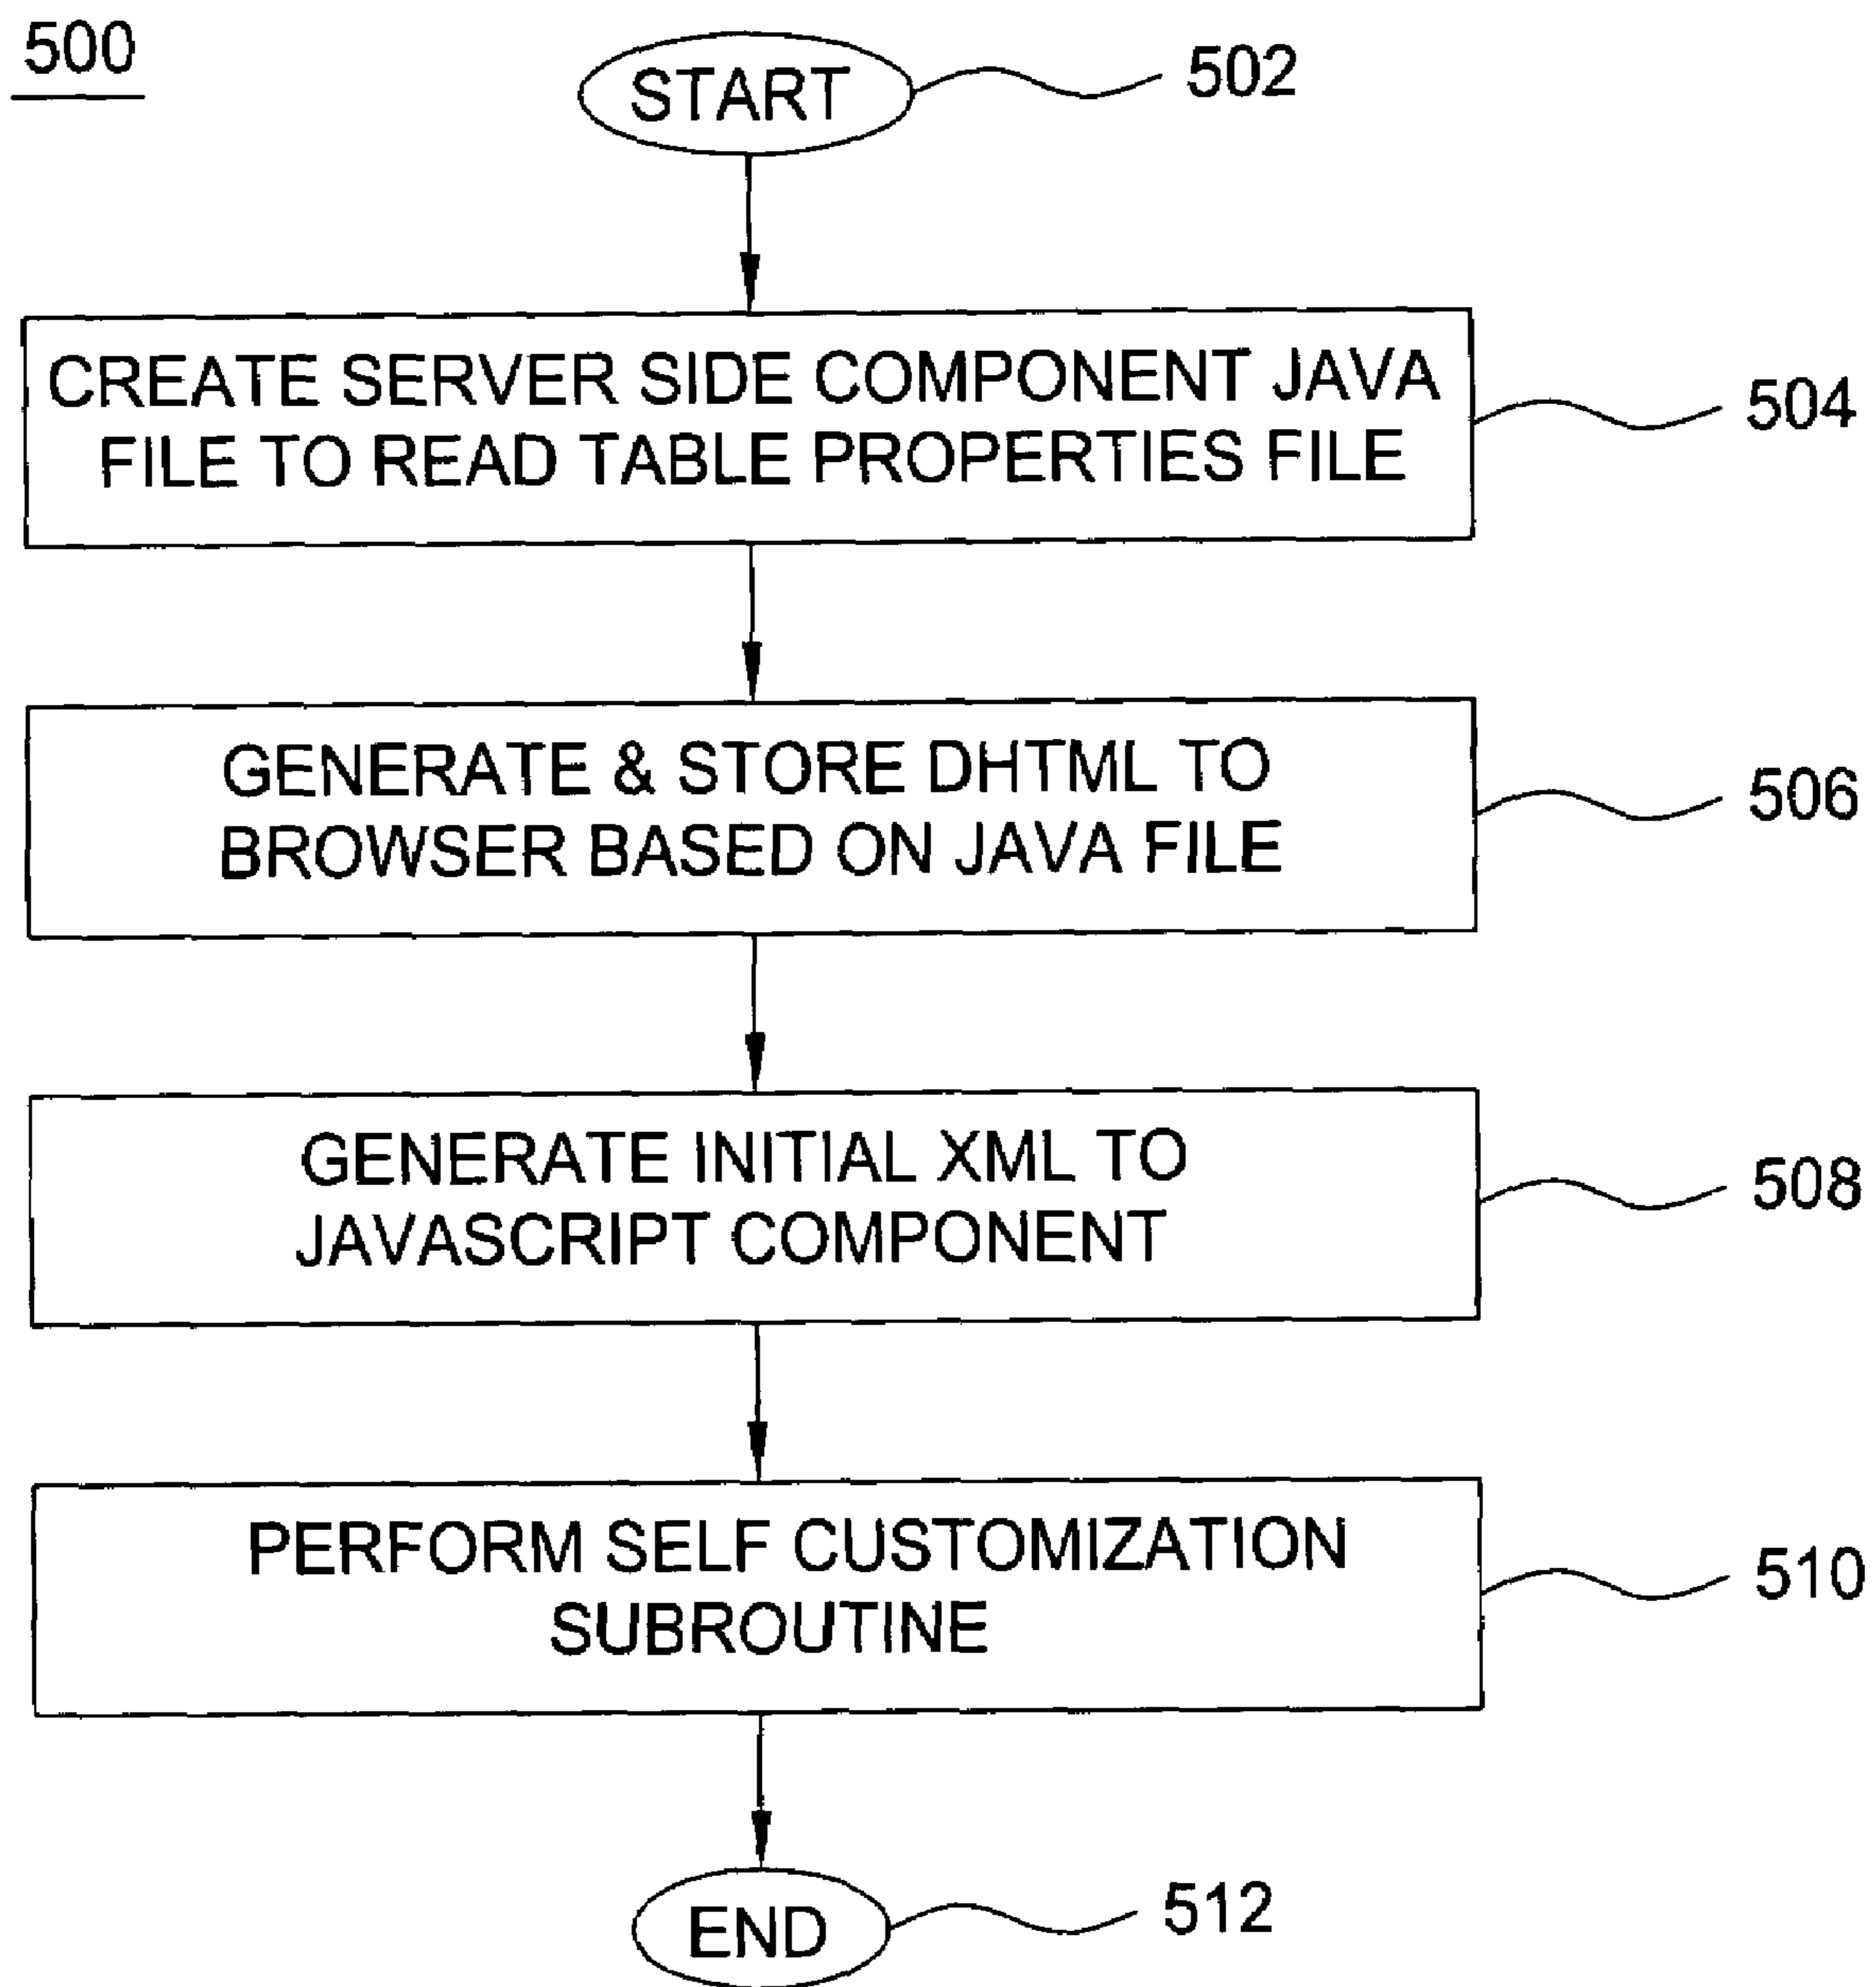 500
START
502
CREATE SERVER SIDE COMPONENT JAVA
FILE TO READ TABLE PROPERTIES FILE
504
GENERATE & STORE DHTML TO
BROWSER BASED ON JAVA FILE
506
GENERATE INITIAL XML TO
JAVASCRIPT COMPONENT
508
PERFORM SELF CUSTOMIZATION
SUBROUTINE
510
END
512